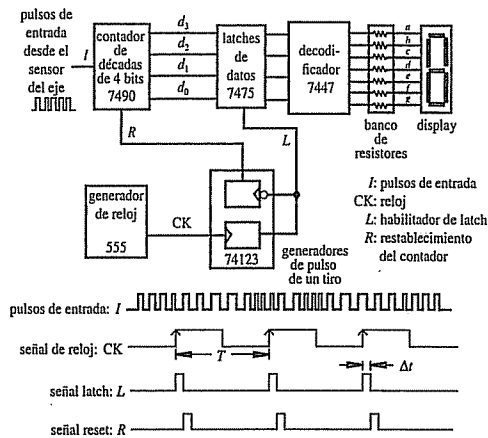 pulsos de
entrada
desde el
sensor
del eje
I
contador
de
décadas
de 4 bits
7490
d3
d2
d1
d0
latches
de
datos
7475
decodi-
ficador
7447
a
b
c
d
e
f
g
banco
de
resistores
display
R
L
generador
de reloj
555
CK
74123
generadores
de pulso
de un tiro
I: pulsos de entrada
CK: reloj
L: habilitador de latch
R: restablecimiento
del contador
pulsos de entrada: I
señal de reloj: CK
T
Δt
señal latch: L
señal reset: R